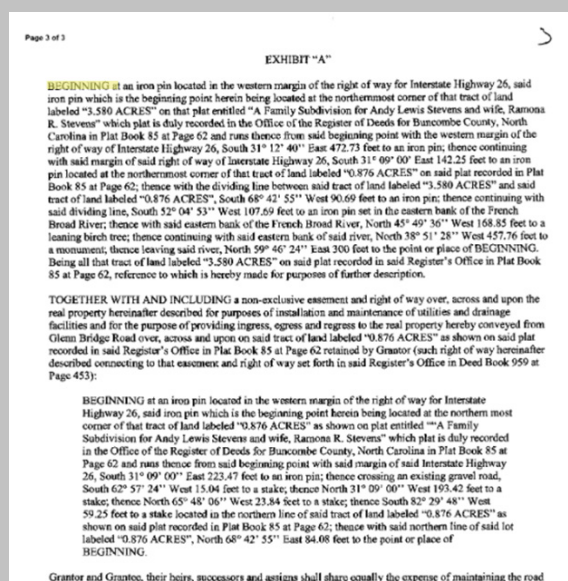 Page 3 of 3
EXHIBIT “A”
BEGINNING at an iron pin located in the western margin of the right of way for Interstate Highway 26, said
iron pin which is the beginning point herein being located at the northernmost corner of that tract of land
labeled “3.580 ACRES” on that plat entitled “A Family Subdivision for Andy Lewis Stevens and wife, Ramona
R. Stevens” which plat is duly recorded in the Office of the Register of Deeds for Buncombe County, North
Carolina in Plat Book 85 at Page 62 and runs thence from said beginning point with the western margin of the
right of way of Interstate Highway 26, South 31° 12' 40" East 472.73 feet to an iron pin; thence continuing
with said margin of said right of way of Interstate Highway 26, South 31° 09' 00" East 142.25 feet to an iron
pin located at the northernmost corner of that tract of land labeled “0.876 ACRES” on said plat recorded in Plat
Book 85 at Page 62; thence with the dividing line between said tract of land labeled “3.580 ACRES” and said
tract of land labeled “0.876 ACRES”, South 68° 42' 55" West 90.69 feet to an iron pin; thence continuing with
said dividing line, South 52° 04' 53" West 107.69 feet to an iron pin set in the eastern bank of the French
Broad River; thence with said eastern bank of the French Broad River, North 45° 49' 36" West 168.85 feet to a
leaning birch tree; thence continuing with said eastern bank of said river, North 38° 51' 28" West 457.76 feet to
a monument; thence leaving said river, North 59° 46' 24" East 300 feet to the point or place of BEGINNING.
Being all that tract of land labeled “3.580 ACRES” on said plat recorded in said Register’s Office in Plat Book
85 at Page 62, reference to which is hereby made for purposes of further description.
TOGETHER WITH AND INCLUDING a non-exclusive easement and right of way over, across and upon the
real property hereinafter described for purposes of installation and maintenance of utilities and drainage
facilities and for the purpose of providing ingress, egress and regress to the real property hereby conveyed from
Glenn Bridge Road over, across and upon on said tract of land labeled “0.876 ACRES” as shown on said plat
recorded in said Register’s Office in Plat Book 85 at Page 62 retained by Grantor (such right of way hereinafter
described connecting to that easement and right of way set forth in said Register’s Office in Deed Book 959 at
Page 453):
BEGINNING at an iron pin located in the western margin of the right of way for Interstate
Highway 26, said iron pin which is the beginning point herein being located at the northern most
corner of that tract of land labeled “0.876 ACRES” as shown on plat entitled ““A Family
Subdivision for Andy Lewis Stevens and wife, Ramona R. Stevens” which plat is duly recorded
in the Office of the Register of Deeds for Buncombe County, North Carolina in Plat Book 85 at
Page 62 and runs thence from said beginning point with said margin of said Interstate Highway
26, South 31° 09' 00" East 223.47 feet to an iron pin; thence crossing an existing gravel road,
South 62° 57' 24" West 15.04 feet to a stake; thence North 31° 09' 00" West 193.42 feet to a
stake; thence North 65° 48' 06" West 23.84 feet to a stake; thence South 82° 29' 48" West
59.25 feet to a stake located in the northern line of said tract of land labeled “0.876 ACRES” as
shown on said plat recorded in Plat Book 85 at Page 62; thence with said northern line of said lot
labeled “0.876 ACRES”, North 68° 42' 55" East 84.08 feet to the point or place of
BEGINNING.
Grantor and Grantee, their heirs, successors and assigns shall share equally the expense of maintaining the road